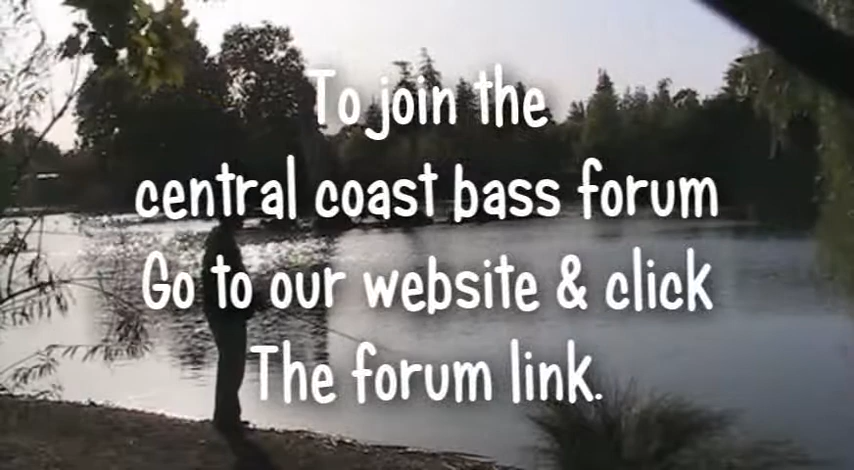 To join the
central coast bass forum
Go to our website & click
The forum link.